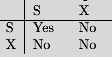 S X
S Yes No
X No No